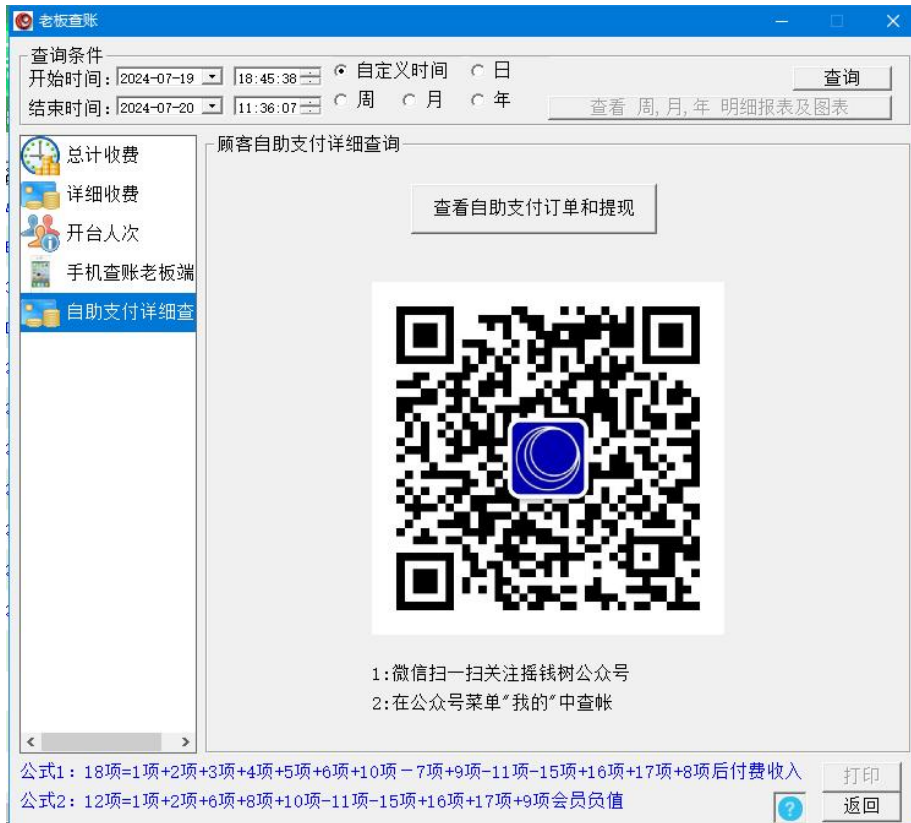 老板查账
查询条件
开始时间: 2024-07-19 18:45:38 自定义时间 日
查询
结束时间: 2024-07-20 11:36:07 周 月 年
查看 周,月,年 明细报表及图表
总计收费
详细收费
开台人次
手机查账老板端
自助支付详细查
顾客自助支付详细查询
查看自助支付订单和提现
1:微信扫一扫关注摇钱树公众号
2:在公众号菜单"我的"中查帐
公式1: 18项=1项+2项+3项+4项+5项+6项+10项-7项+9项-11项-15项+16项+17项+8项后付费收入
公式2: 12项=1项+2项+6项+8项+10项-11项-15项+16项+17项+9项会员负值
打印
返回